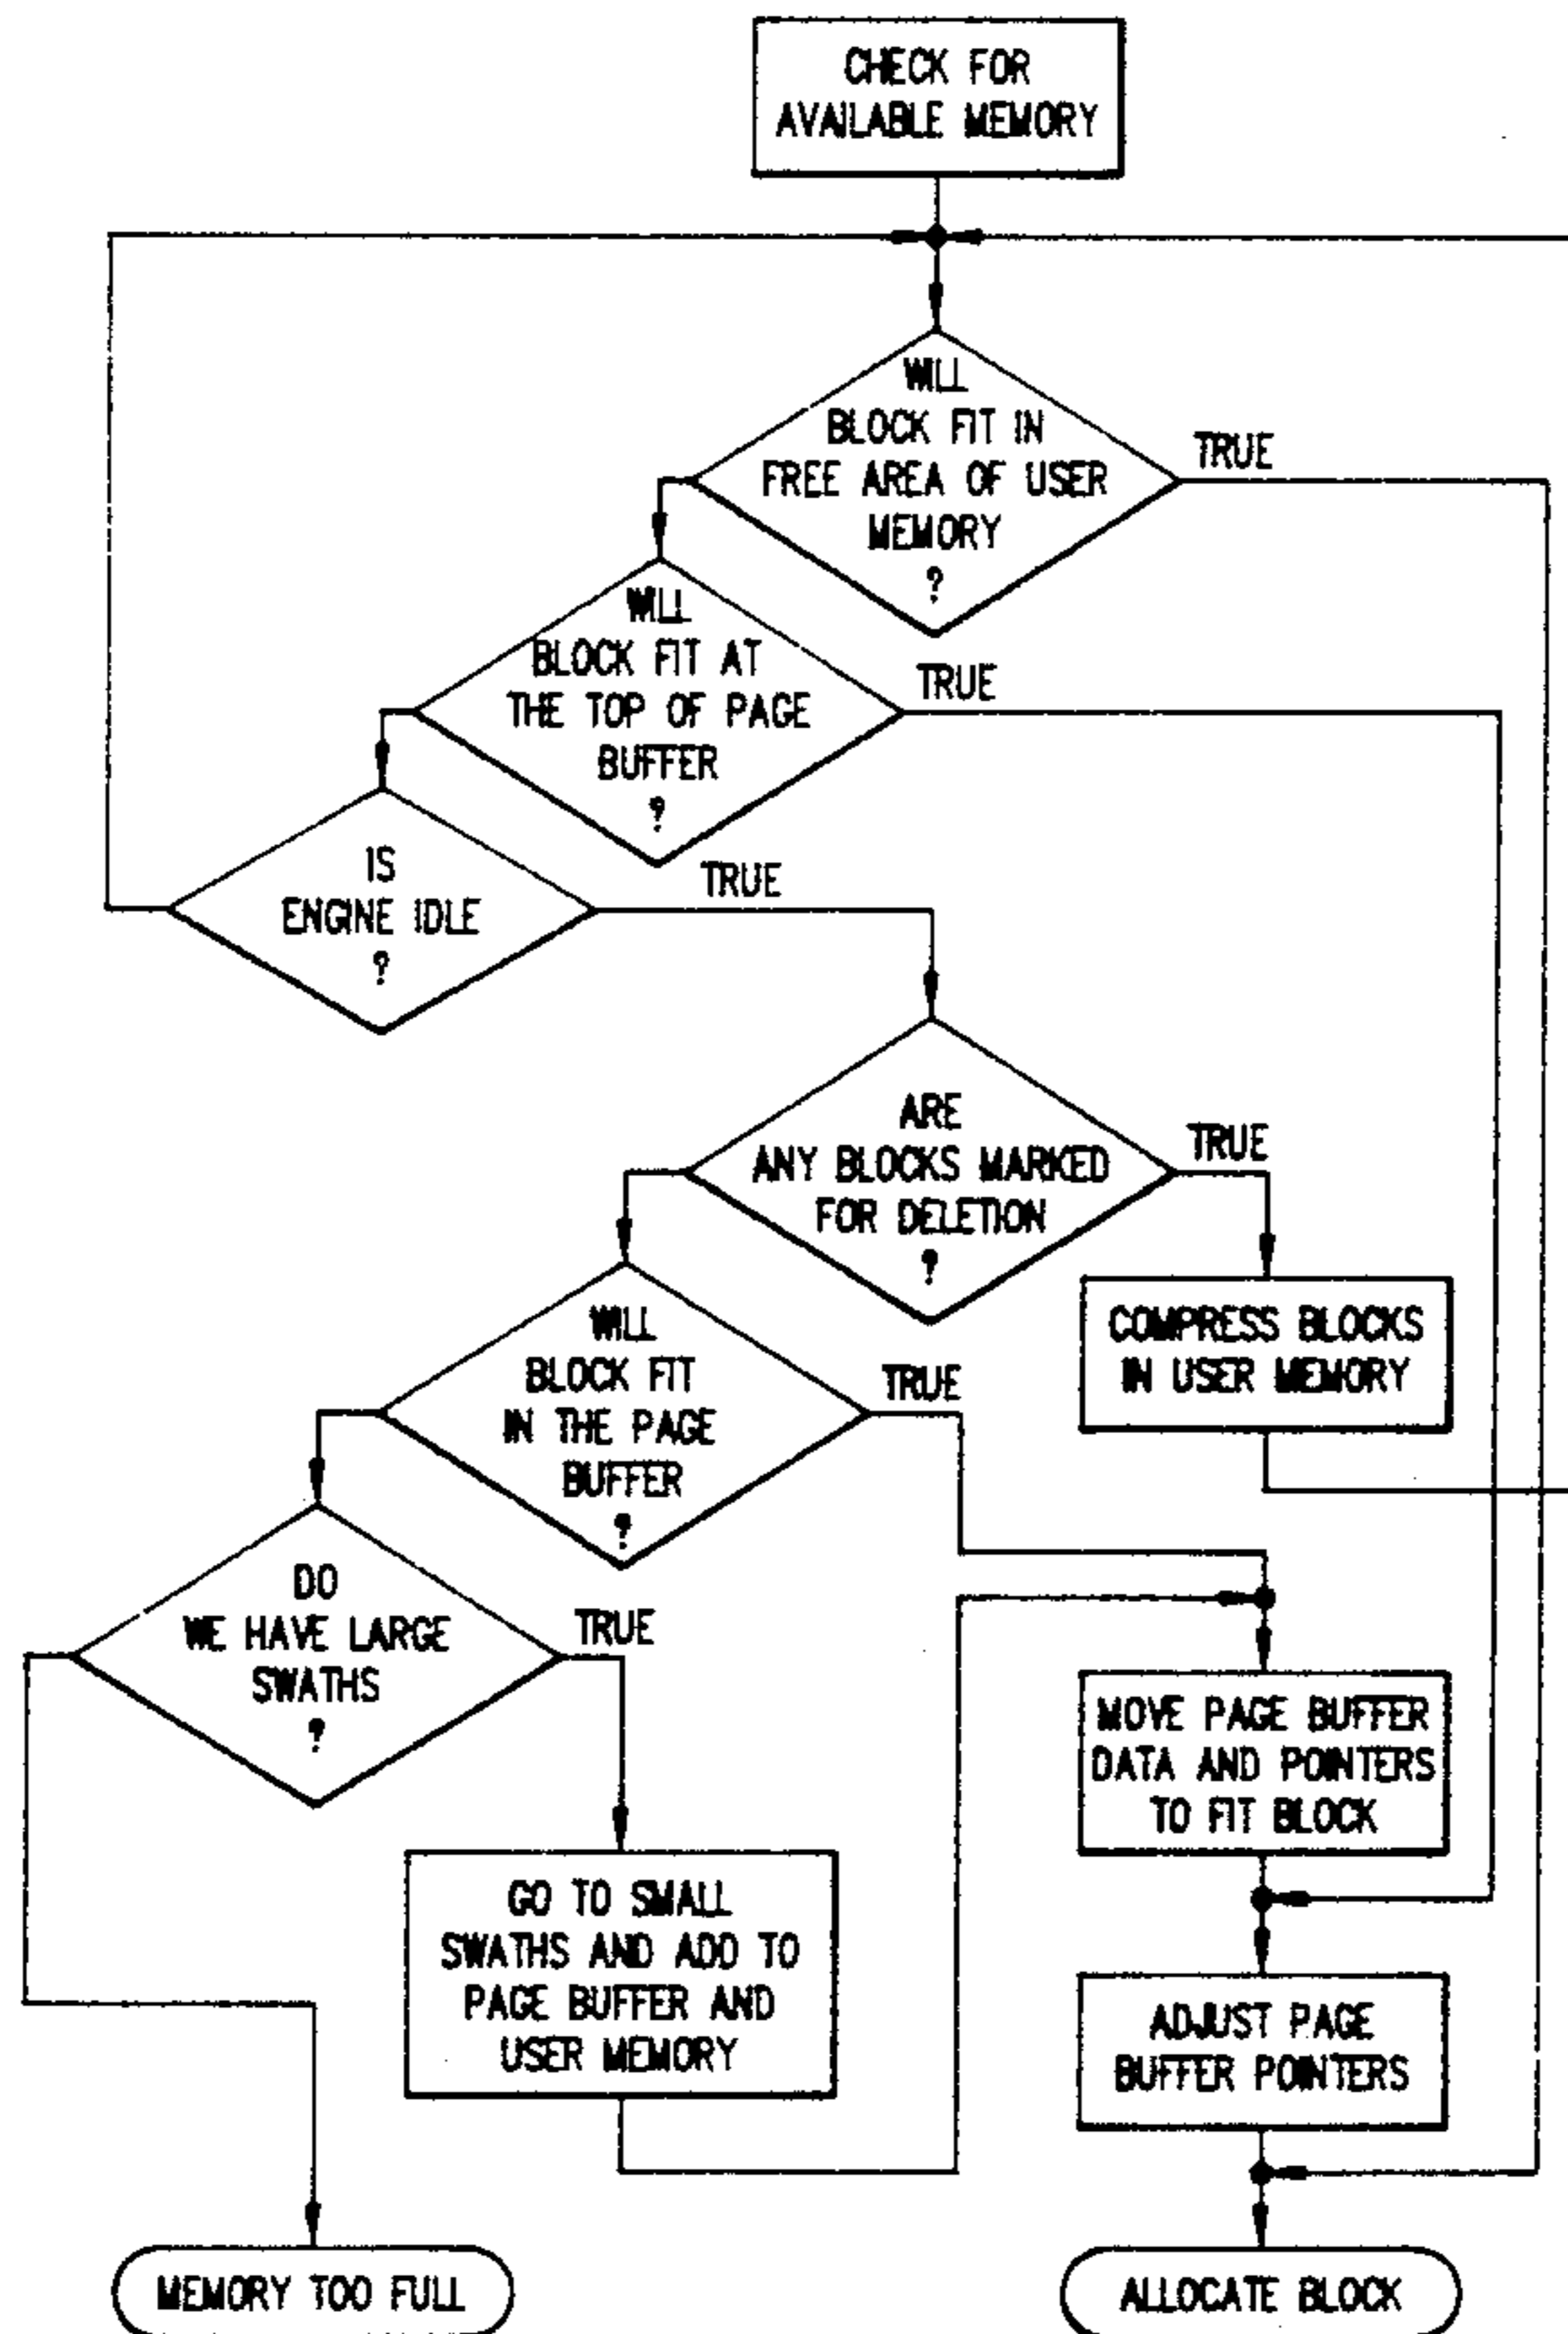 CHECK FOR
AVAILABLE MEMORY
WILL
BLOCK FIT IN
FREE AREA OF USER
MEMORY
?
TRUE
WILL
BLOCK FIT AT
THE TOP OF PAGE
BUFFER
?
TRUE
IS
ENGINE IDLE
?
TRUE
ARE
ANY BLOCKS MARKED
FOR DELETION
?
TRUE
COMPRESS BLOCKS
IN USER MEMORY
WILL
BLOCK FIT
IN THE PAGE
BUFFER
?
TRUE
DO
WE HAVE LARGE
SWATHS
?
TRUE
MOVE PAGE BUFFER
DATA AND POINTERS
TO FIT BLOCK
GO TO SMALL
SWATHS AND ADD TO
PAGE BUFFER AND
USER MEMORY
ADJUST PAGE
BUFFER POINTERS
MEMORY TOO FULL
ALLOCATE BLOCK